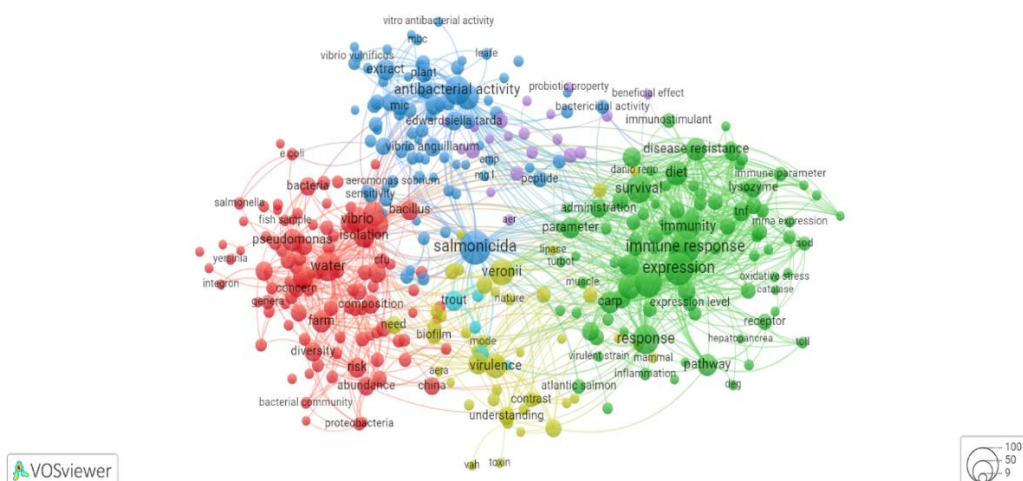 vitro antibacterial activity
mbc
vibrio vulnificus
leafe
extract
plant
antibacterial activity
probiotic property
beneficial effect
mic
bactericidal activity
edwardsiella tarda
immunostimulant
vibrio anguillarum
disease resistance
e coli
emp
danio rerio
diet
immune parameter
mg l
peptide
bacteria
aeromonas sobrium
survival
lysozyme
sensitivity
salmonella
bacillus
administration
tnf
fish sample
vibrio
aer
mma expression
parameter
immunity
pseudomonas
isolation
salmonicida
immune response
sod
yersinia
cfu
lipase
turbot
water
veronii
expression
oxidative stress
integron
muscle
catalase
concern
genera
composition
trout
nature
carp
expression level
farm
need
receptor
biofilm
mode
response
hepatopancrea
toll
diversity
virulent strain
mammal
risk
aera
virulence
inflammation
pathway
abundance
china
atlantic salmon
deg
bacterial community
contrast
understanding
proteobacteria
vah
toxin
VOSviewer
100
50
9